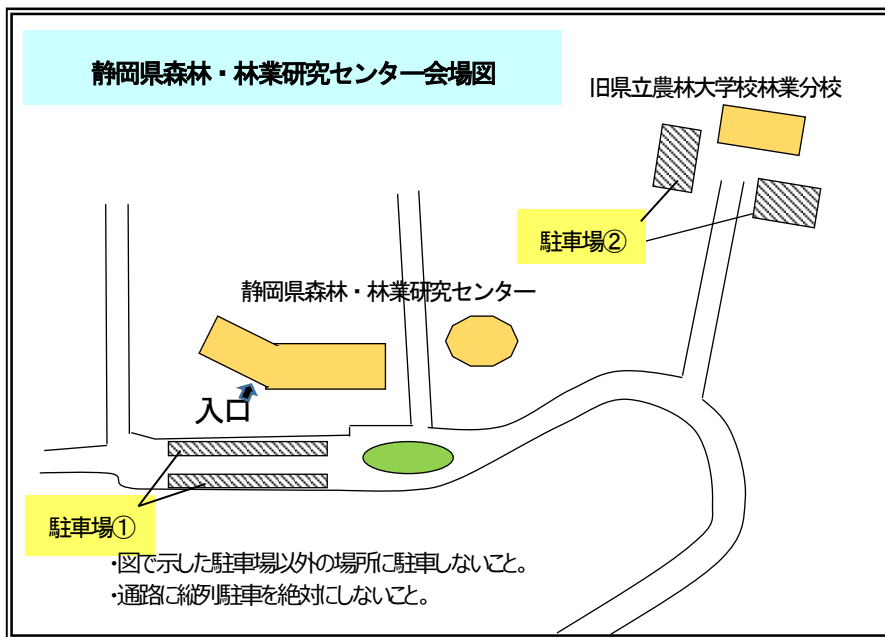 静岡県森林・林業研究センター会場図
旧県立農林大学校林業分校
駐車場②
静岡県森林・林業研究センター
入口
駐車場①
・図で示した駐車場以外の場所に駐車しないこと。
・通路に縦列駐車を絶対にしないこと。